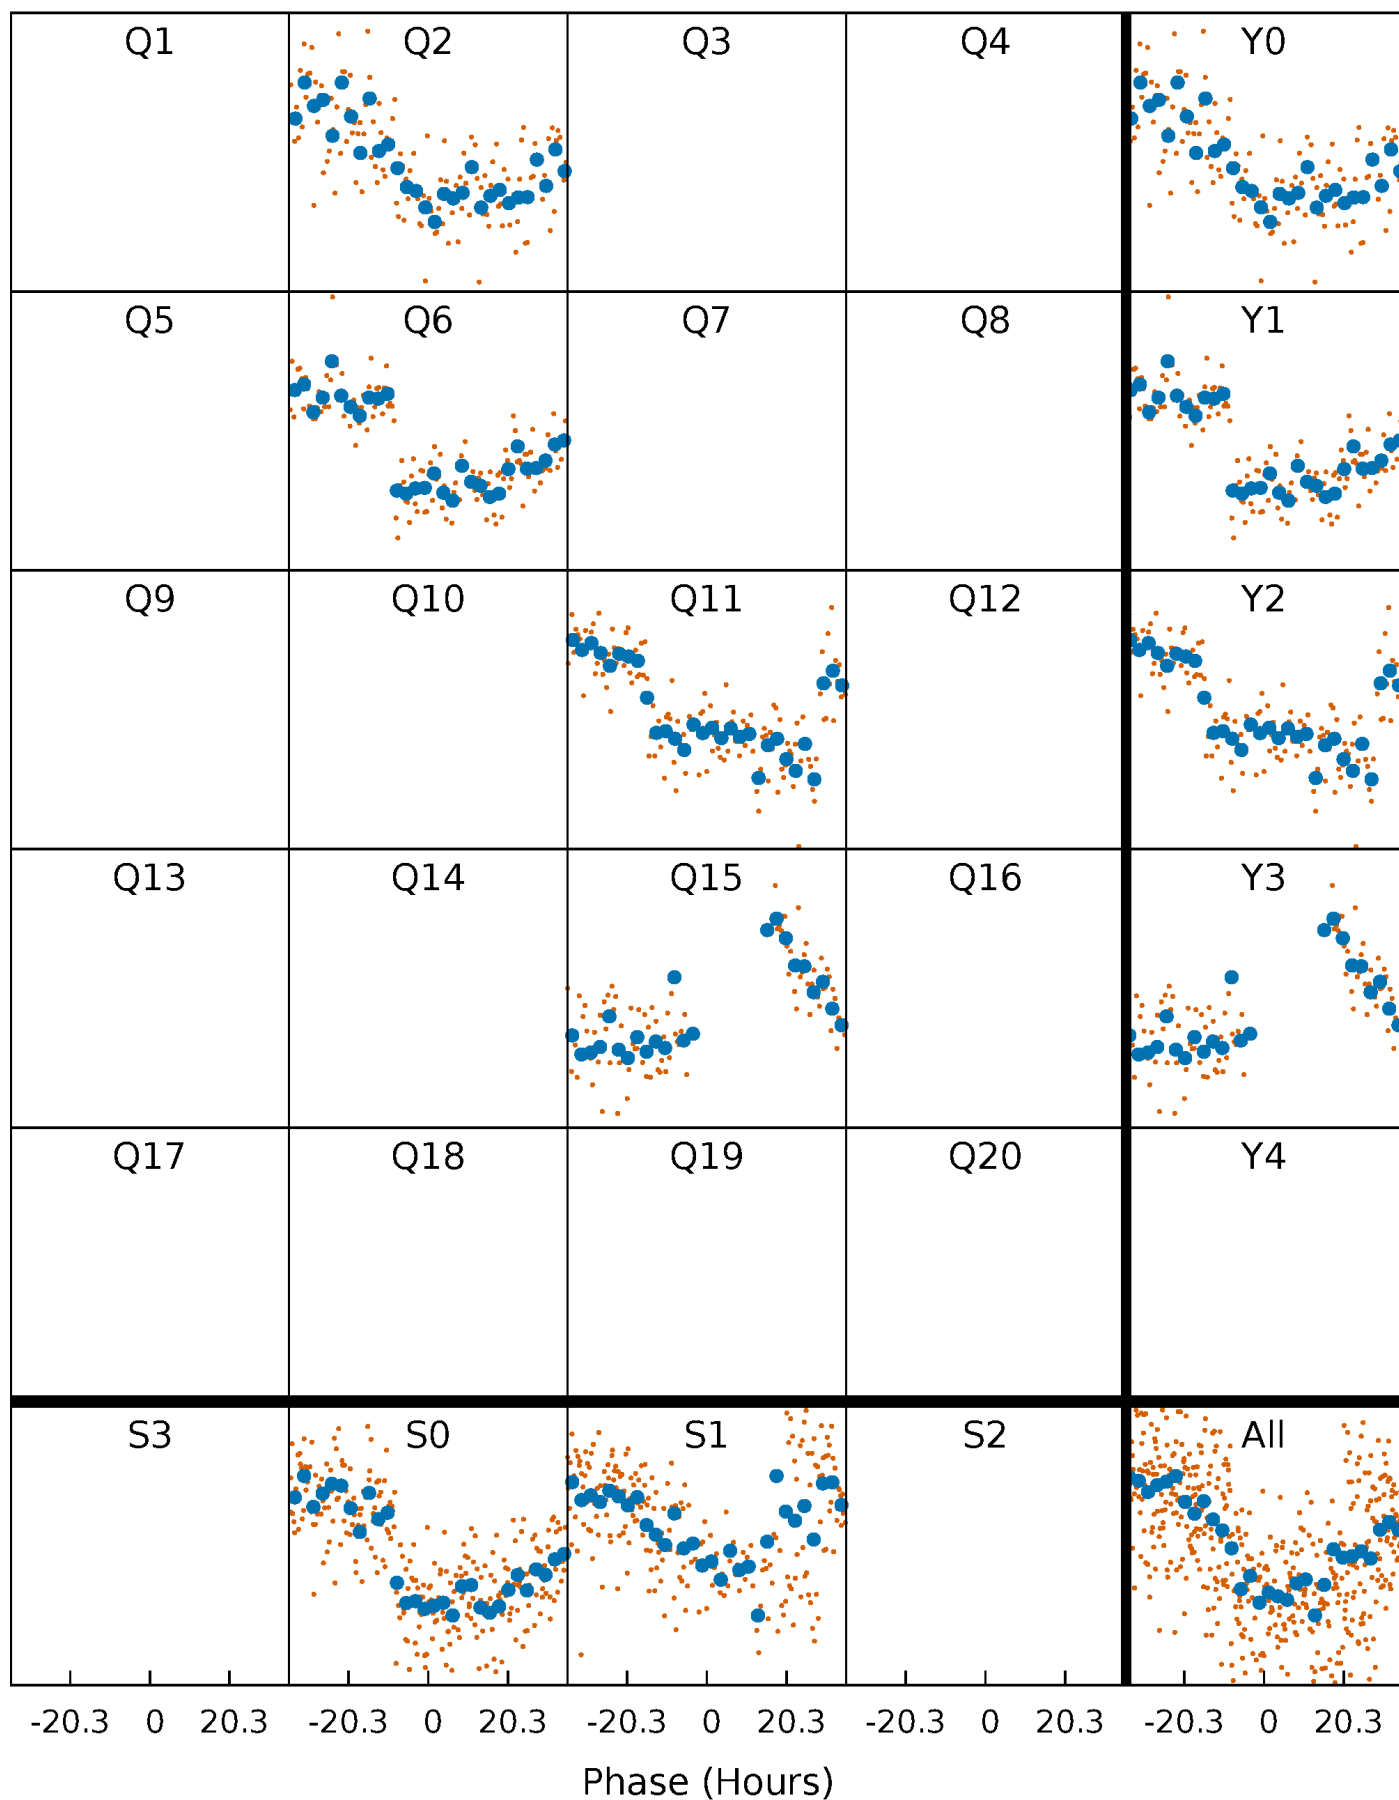 Q1 Q2 Q3 Q4 Y0
Q5 Q6 Q7 Q8 Y1
Q9 Q10 Q11 Q12 Y2
Q13 Q14 Q15 Q16 Y3
Q17 Q18 Q19 Q20 Y4
S3 S0 S1 S2 All
-20.3 0 20.3 -20.3 0 20.3 -20.3 0 20.3 -20.3 0 20.3 -20.3 0 20.3
Phase (Hours)